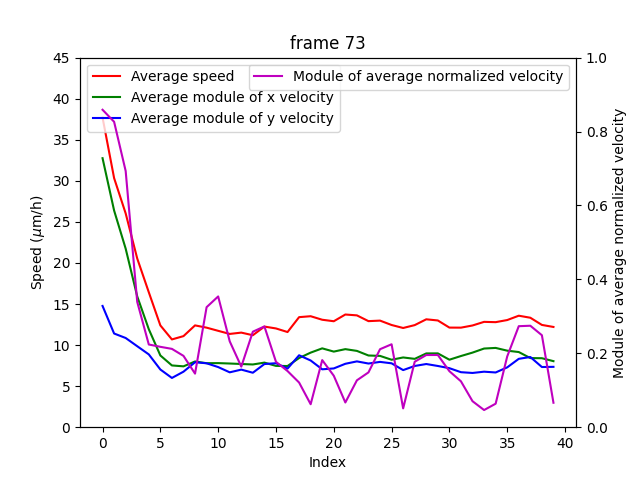 frame 73
Average speed
Average module of x velocity
Average module of y velocity
Module of average normalized velocity
45
40
35
30
25
20
15
10
5
0
Speed (μm/h)
1.0
0.8
0.6
0.4
0.2
0.0
Module of average normalized velocity
0 5 10 15 20 25 30 35 40
Index